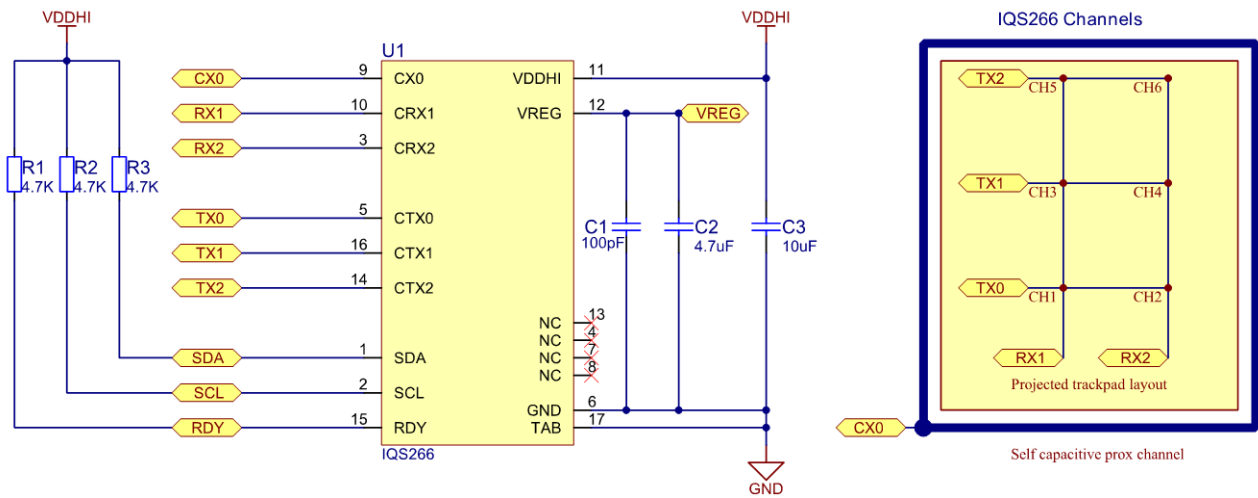 VDDHI
R1
4.7K
R2
4.7K
R3
4.7K
U1
CX0 9 CX0
RX1 10 CRX1
RX2 3 CRX2
TX0 5 CTX0
TX1 16 CTX1
TX2 14 CTX2
SDA 1 SDA
SCL 2 SCL
RDY 15 RDY
IQS266
VDDHI 11
VREG 12 VREG
NC 13
NC 4
NC 7
NC 8
GND 6
TAB 17
VDDHI
C1
100pF
C2
4.7uF
C3
10uF
GND
IQS266 Channels
TX2 CH5 CH6
TX1 CH3 CH4
TX0 CH1 CH2
RX1 RX2
Projected trackpad layout
CX0
Self capacitive prox channel